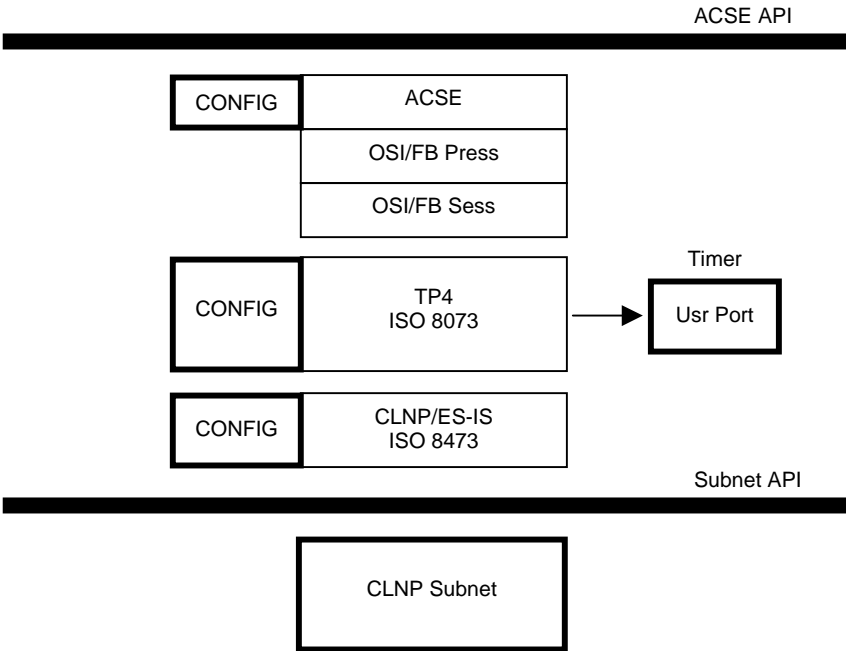 ACSE API
CONFIG
ACSE
OSI/FB Press
OSI/FB Sess
Timer
CONFIG
TP4
ISO 8073
Usr Port
CONFIG
CLNP/ES-IS
ISO 8473
Subnet API
CLNP Subnet